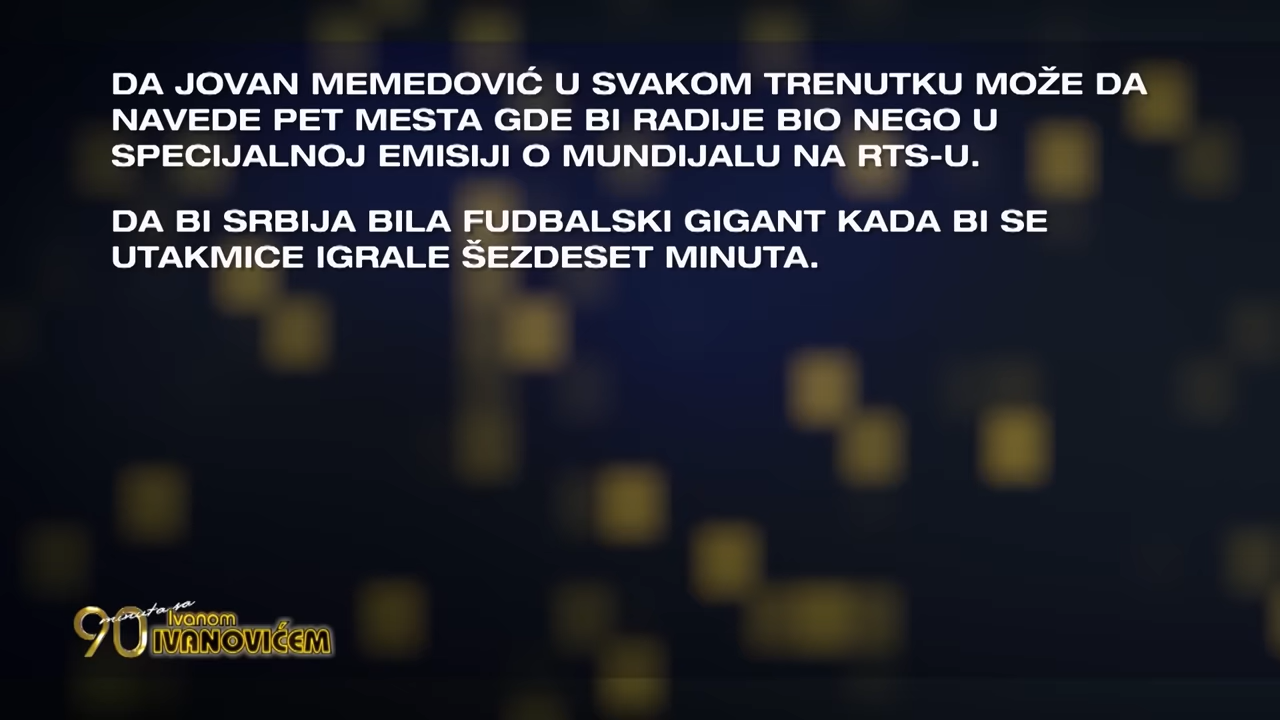 DA JOVAN MEMEDOVIĆ U SVAKOM TRENUTKU MOŽE DA
NAVEDE PET MESTA GDE BI RADIJE BIO NEGO U
SPECIJALNOJ EMISIJI O MUNDIJALU NA RTS-U.
DA BI SRBIJA BILA FUDBALSKI GIGANT KADA BI SE
UTAKMICE IGRALE ŠEZDESET MINUTA.
90 minuta sa
Ivanom
IVANOVIĆEM